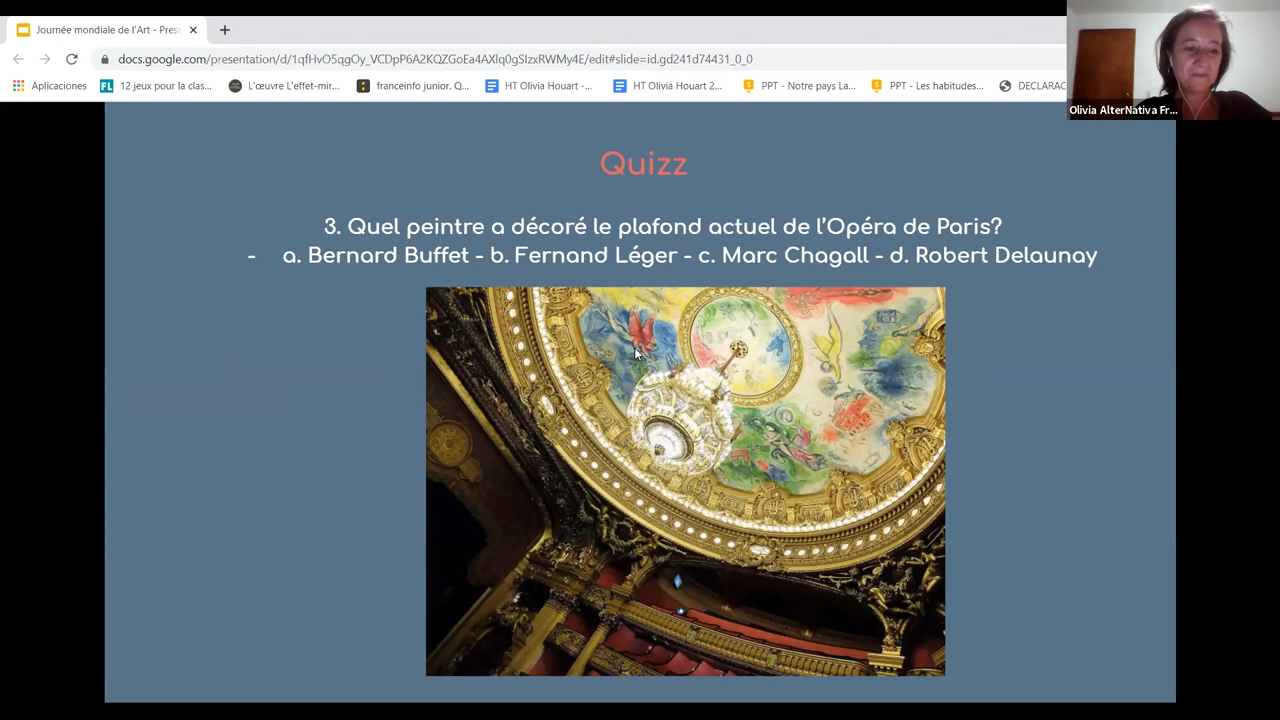 Journée mondiale de l'Art - Pres
docs.google.com/presentation/d/1qfHvO5qgOy_VCDpP6A2KQZGoEa4AXlq0gSIzxRWMy4E/edit#slide=id.gd241d74431_0_0
Aplicaciones
12 jeux pour la clas...
L'œuvre L'effet-mir...
franceinfo junior. Q...
HT Olivia Houart -...
HT Olivia Houart 2...
PPT - Notre pays La...
PPT - Les habitudes...
DECLARAC
Olivia AlterNativa Fr...
Quizz
3. Quel peintre a décoré le plafond actuel de l’Opéra de Paris?
- a. Bernard Buffet - b. Fernand Léger - c. Marc Chagall - d. Robert Delaunay